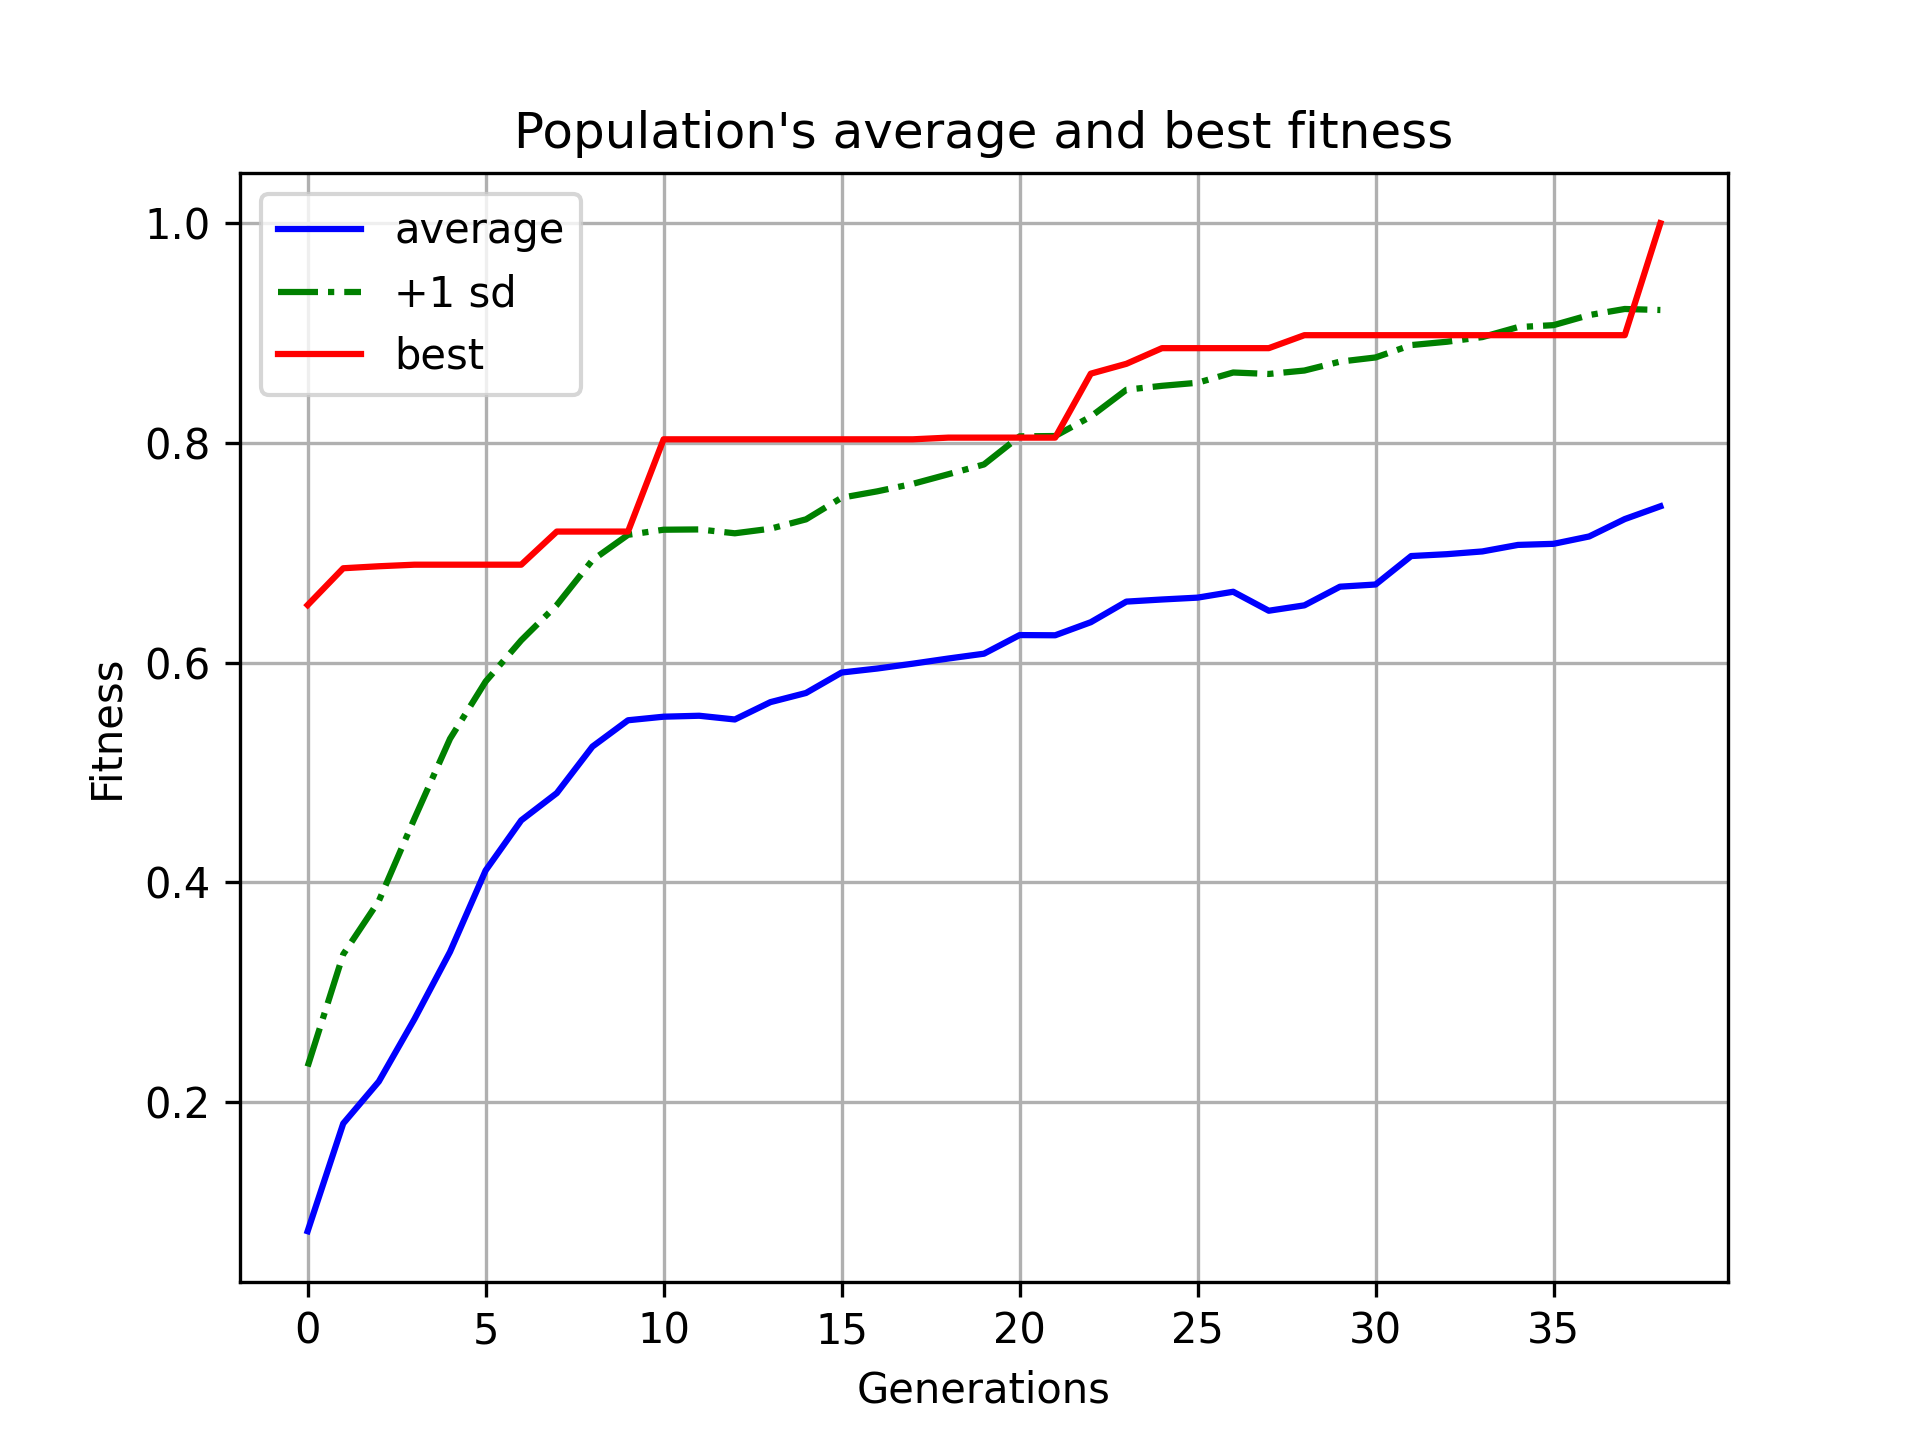 Population's average and best fitness
average
+1 sd
best
1.0
0.8
0.6
0.4
0.2
Fitness
0 5 10 15 20 25 30 35
Generations